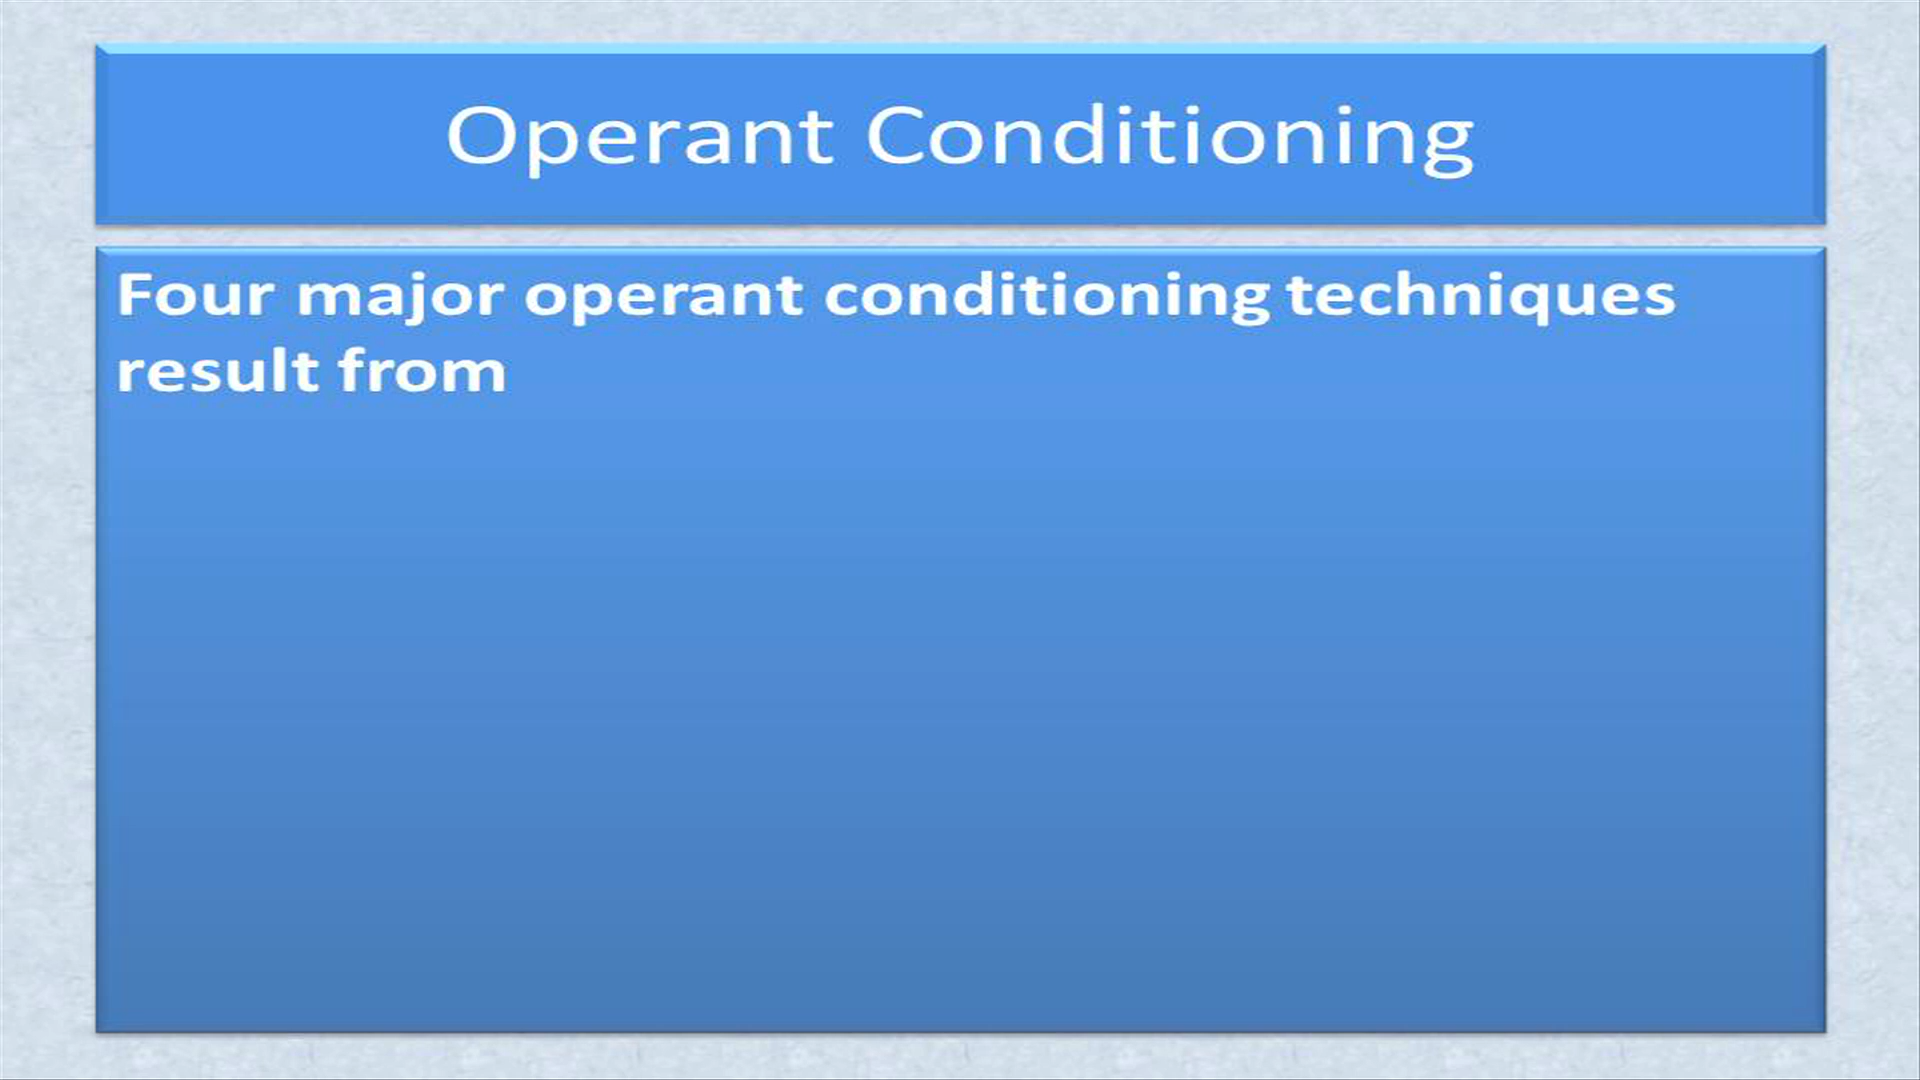 Operant Conditioning
Four major operant conditioning techniques
result from